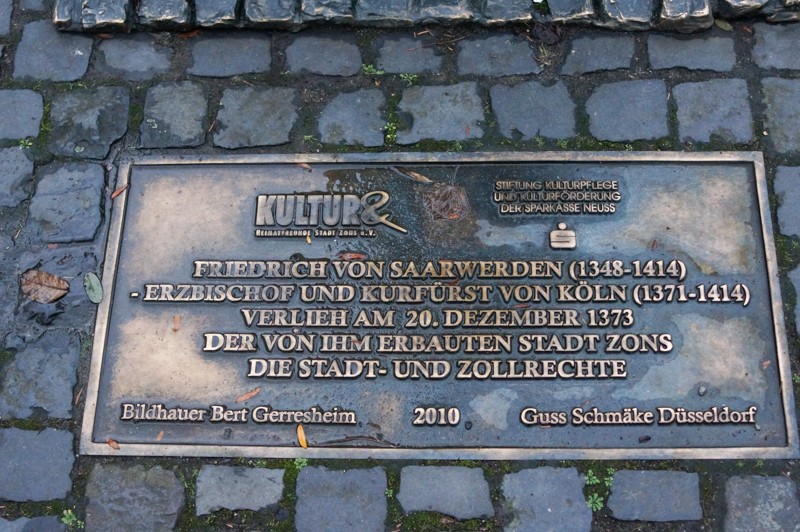 KULTUR&
HEIMATFREUNDE STADT ZONS E.V.
STIFTUNG KULTURPFLEGE
UND KULTURFÖRDERUNG
DER SPARKASSE NEUSS
FRIEDRICH VON SAARWERDEN (1348-1414)
- ERZBISCHOF UND KURFÜRST VON KÖLN (1371-1414)
VERLIEH AM 20. DEZEMBER 1373
DER VON IHM ERBAUTEN STADT ZONS
DIE STADT- UND ZOLLRECHTE
Bildhauer Bert Gerresheim 2010 Guss Schmäke Düsseldorf